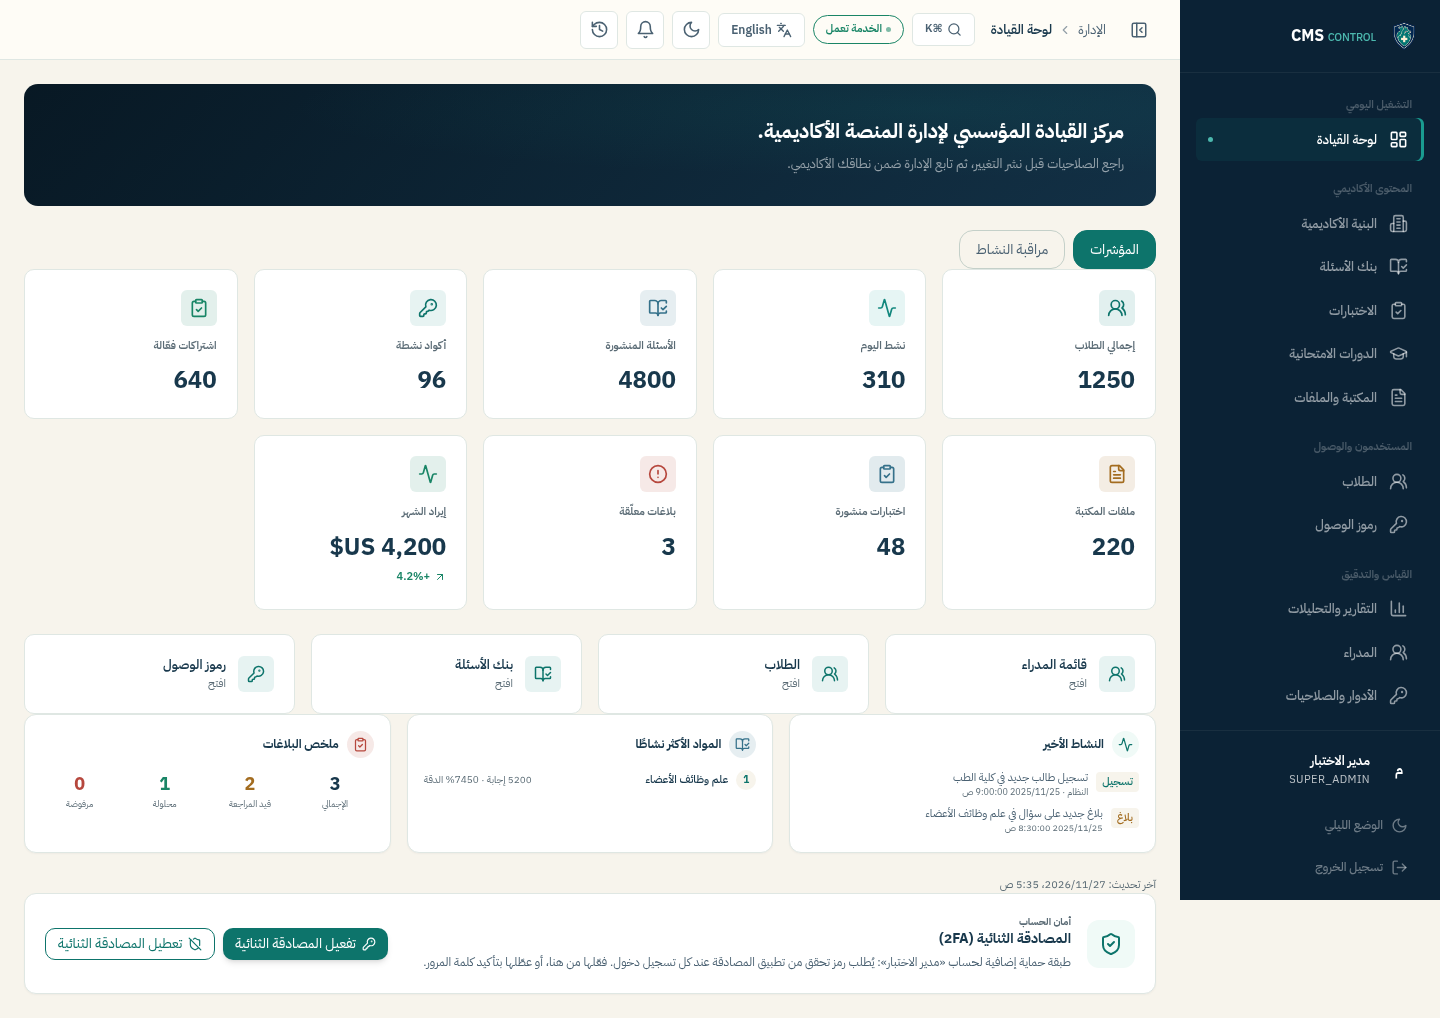 CMS CONTROL
التشغيل اليومي
لوحة القيادة
المحتوى الأكاديمي
البنية الأكاديمية
بنك الأسئلة
الاختبارات
الدورات الامتحانية
المكتبة والملفات
المستخدمون والوصول
الطلاب
رموز الوصول
القياس والتدقيق
التقارير والتحليلات
المدراء
الأدوار والصلاحيات
م
مدير الاختبار
SUPER_ADMIN
الوضع الليلي
تسجيل الخروج
الإدارة
لوحة القيادة
⌘K
الخدمة تعمل
English
مركز القيادة المؤسسي لإدارة المنصة الأكاديمية.
راجع الصلاحيات قبل نشر التغيير، ثم تابع الإدارة ضمن نطاقك الأكاديمي.
المؤشرات
مراقبة النشاط
إجمالي الطلاب
1250
نشط اليوم
310
الأسئلة المنشورة
4800
أكواد نشطة
96
اشتراكات فعّالة
640
ملفات المكتبة
220
اختبارات منشورة
48
بلاغات معلّقة
3
إيراد الشهر
$US 4,200
4.2%+
قائمة المدراء
افتح
الطلاب
افتح
بنك الأسئلة
افتح
رموز الوصول
افتح
النشاط الأخير
تسجيل
تسجيل طالب جديد في كلية الطب
النظام · 2025/11/25 9:00:00 ص
بلاغ
بلاغ جديد على سؤال في علم وظائف الأعضاء
2025/11/25 8:30:00 ص
المواد الأكثر نشاطًا
1
علم وظائف الأعضاء
5200 إجابة · 7450% الدقة
ملخص البلاغات
3
الإجمالي
2
قيد المراجعة
1
محلولة
0
مرفوضة
آخر تحديث: 2026/11/27، 5:35 ص
أمان الحساب
المصادقة الثنائية (2FA)
طبقة حماية إضافية لحساب «مدير الاختبار»: يُطلب رمز تحقق من تطبيق المصادقة عند كل تسجيل دخول. فعّلها من هنا، أو عطّلها بتأكيد كلمة المرور.
تفعيل المصادقة الثنائية
تعطيل المصادقة الثنائية